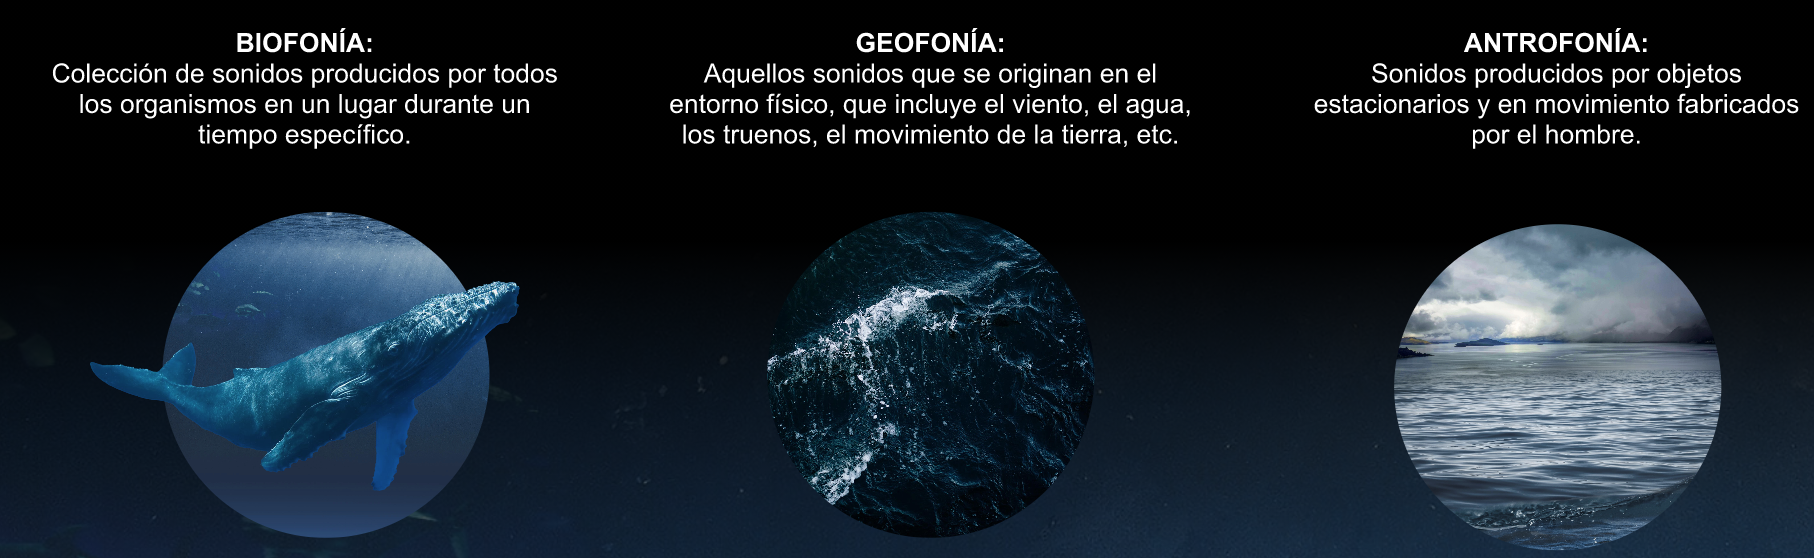 BIOFONÍA:
Colección de sonidos producidos por todos
los organismos en un lugar durante un
tiempo específico.
GEOFONÍA:
Aquellos sonidos que se originan en el
entorno físico, que incluye el viento, el agua,
los truenos, el movimiento de la tierra, etc.
ANTROFONÍA:
Sonidos producidos por objetos
estacionarios y en movimiento fabricados
por el hombre.